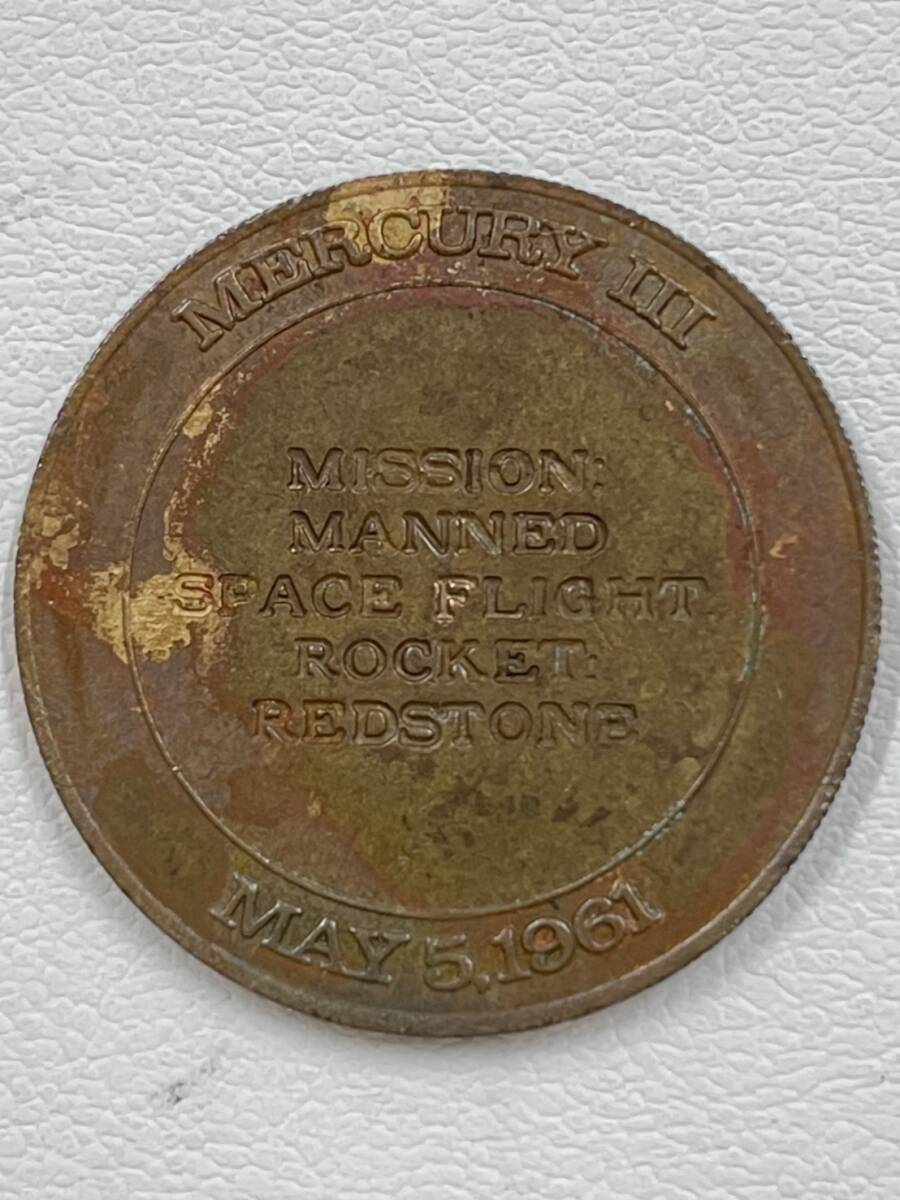 MERCURY III
MISSION:
MANNED
SPACE FLIGHT
ROCKET:
REDSTONE
MAY 5, 1961